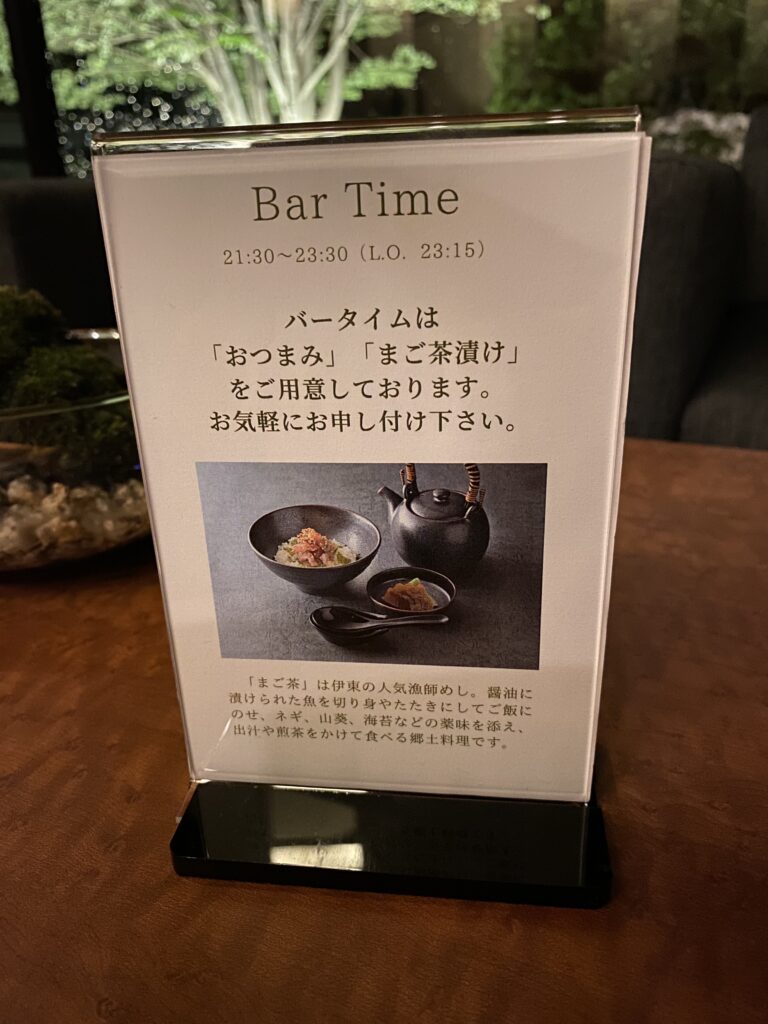 Bar Time
21:30～23:30（L.O. 23:15）
バータイムは
「おつまみ」「まご茶漬け」
をご用意しております。
お気軽にお申し付け下さい。
「まご茶」は伊東の人気漁師めし。醤油に
漬けられた魚を切り身やたたきにしてご飯に
のせ、ネギ、山葵、海苔などの薬味を添え、
出汁や煎茶をかけて食べる郷土料理です。